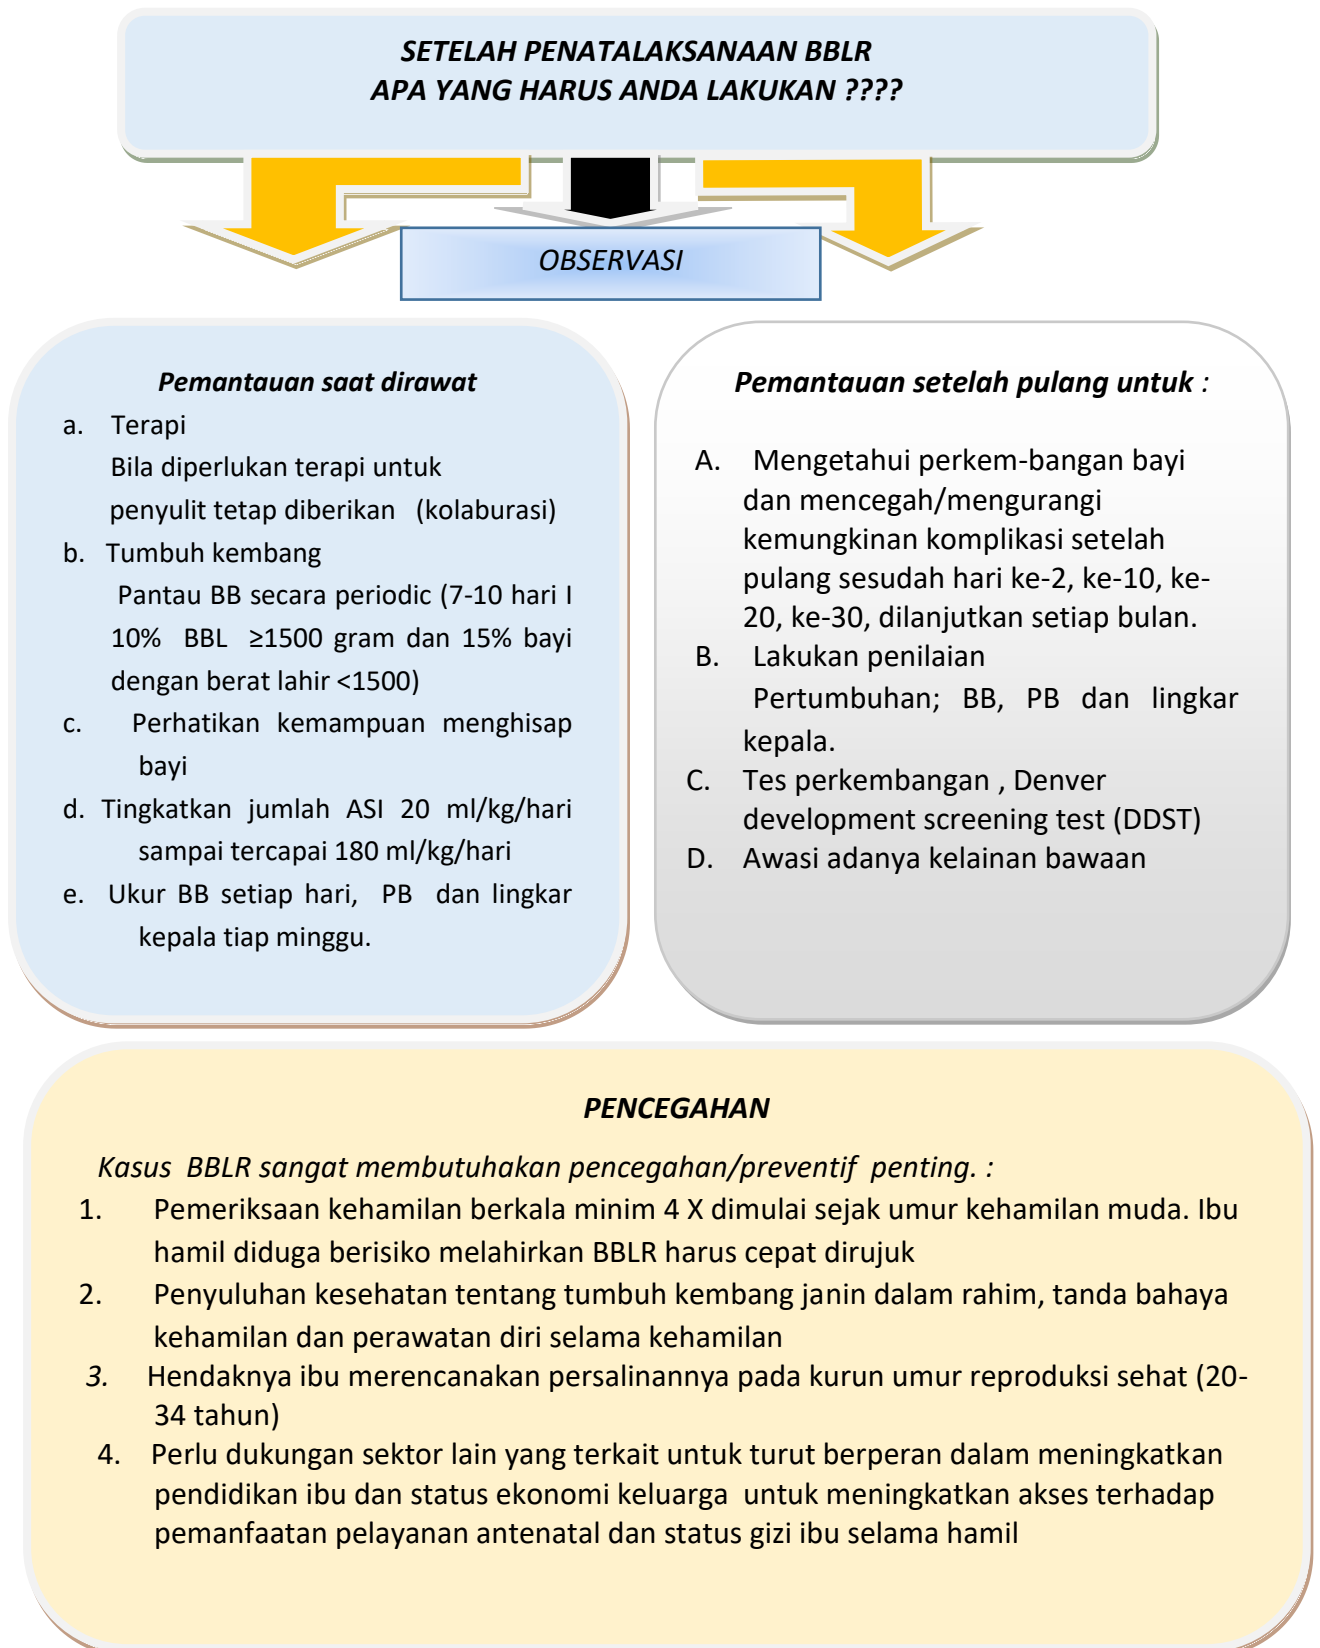 SETELAH PENATALAKSANAAN BBLR
APA YANG HARUS ANDA LAKUKAN ????
OBSERVASI
Pemantauan saat dirawat
a. Terapi
Bila diperlukan terapi untuk
penyulit tetap diberikan (kolaburasi)
b. Tumbuh kembang
Pantau BB secara periodic (7-10 hari I
10% BBL ≥1500 gram dan 15% bayi
dengan berat lahir <1500)
c. Perhatikan kemampuan menghisap
bayi
d. Tingkatkan jumlah ASI 20 ml/kg/hari
sampai tercapai 180 ml/kg/hari
e. Ukur BB setiap hari, PB dan lingkar
kepala tiap minggu.
Pemantauan setelah pulang untuk :
A. Mengetahui perkem-bangan bayi
dan mencegah/mengurangi
kemungkinan komplikasi setelah
pulang sesudah hari ke-2, ke-10, ke-
20, ke-30, dilanjutkan setiap bulan.
B. Lakukan penilaian
Pertumbuhan; BB, PB dan lingkar
kepala.
C. Tes perkembangan , Denver
development screening test (DDST)
D. Awasi adanya kelainan bawaan
PENCEGAHAN
Kasus BBLR sangat membutuhakan pencegahan/preventif penting. :
1. Pemeriksaan kehamilan berkala minim 4 X dimulai sejak umur kehamilan muda. Ibu
hamil diduga berisiko melahirkan BBLR harus cepat dirujuk
2. Penyuluhan kesehatan tentang tumbuh kembang janin dalam rahim, tanda bahaya
kehamilan dan perawatan diri selama kehamilan
3. Hendaknya ibu merencanakan persalinannya pada kurun umur reproduksi sehat (20-
34 tahun)
4. Perlu dukungan sektor lain yang terkait untuk turut berperan dalam meningkatkan
pendidikan ibu dan status ekonomi keluarga untuk meningkatkan akses terhadap
pemanfaatan pelayanan antenatal dan status gizi ibu selama hamil